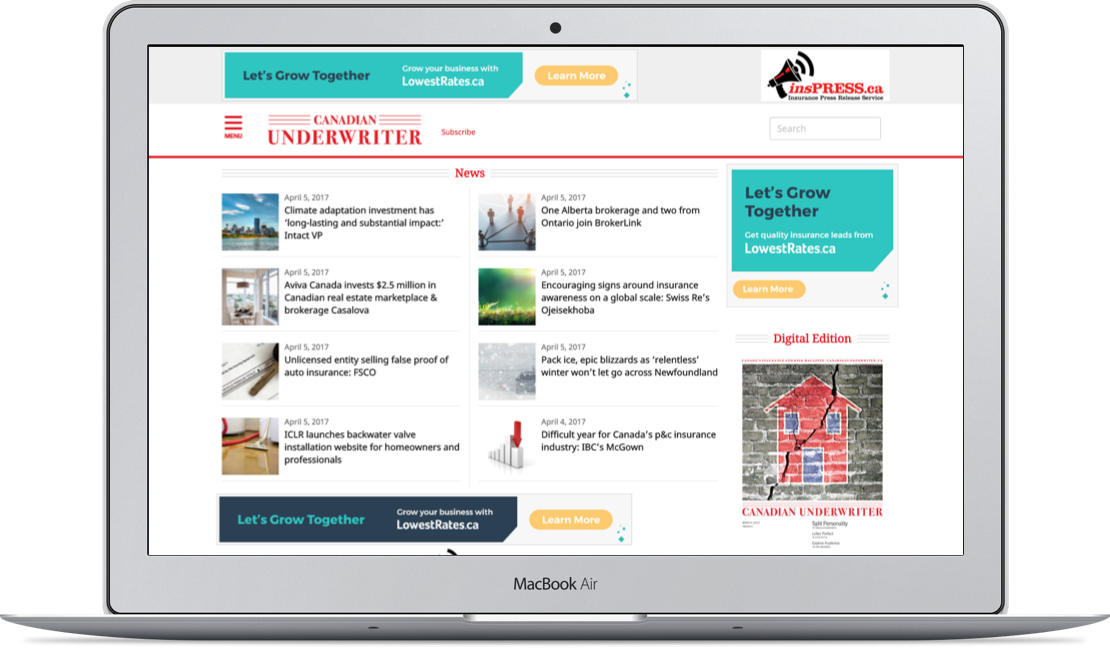 Let's Grow Together
Grow your business with
LowestRates.ca
Learn More
insPRESS.ca
Insurance Press Release Service
MENU
CANADIAN
UNDERWRITER
Subscribe
Search
News
April 5, 2017
Climate adaptation investment has
‘long-lasting and substantial impact:’
Intact VP
April 5, 2017
One Alberta brokerage and two from
Ontario join BrokerLink
April 5, 2017
Aviva Canada invests $2.5 million in
Canadian real estate marketplace &
brokerage Casalova
April 5, 2017
Encouraging signs around insurance
awareness on a global scale: Swiss Re’s
Ojeisekhoba
April 5, 2017
Unlicensed entity selling false proof of
auto insurance: FSCO
April 5, 2017
Pack ice, epic blizzards as ‘relentless’
winter won’t let go across Newfoundland
April 5, 2017
ICLR launches backwater valve
installation website for homeowners and
professionals
April 4, 2017
Difficult year for Canada’s p&c insurance
industry: IBC’s McGown
Let's Grow
Together
Get quality insurance leads from
LowestRates.ca
Learn More
Digital Edition
CANADIAN UNDERWRITER
Split Personality
Letter Perfect
Explore Audience
Let's Grow Together
Grow your business with
LowestRates.ca
Learn More
MacBook Air